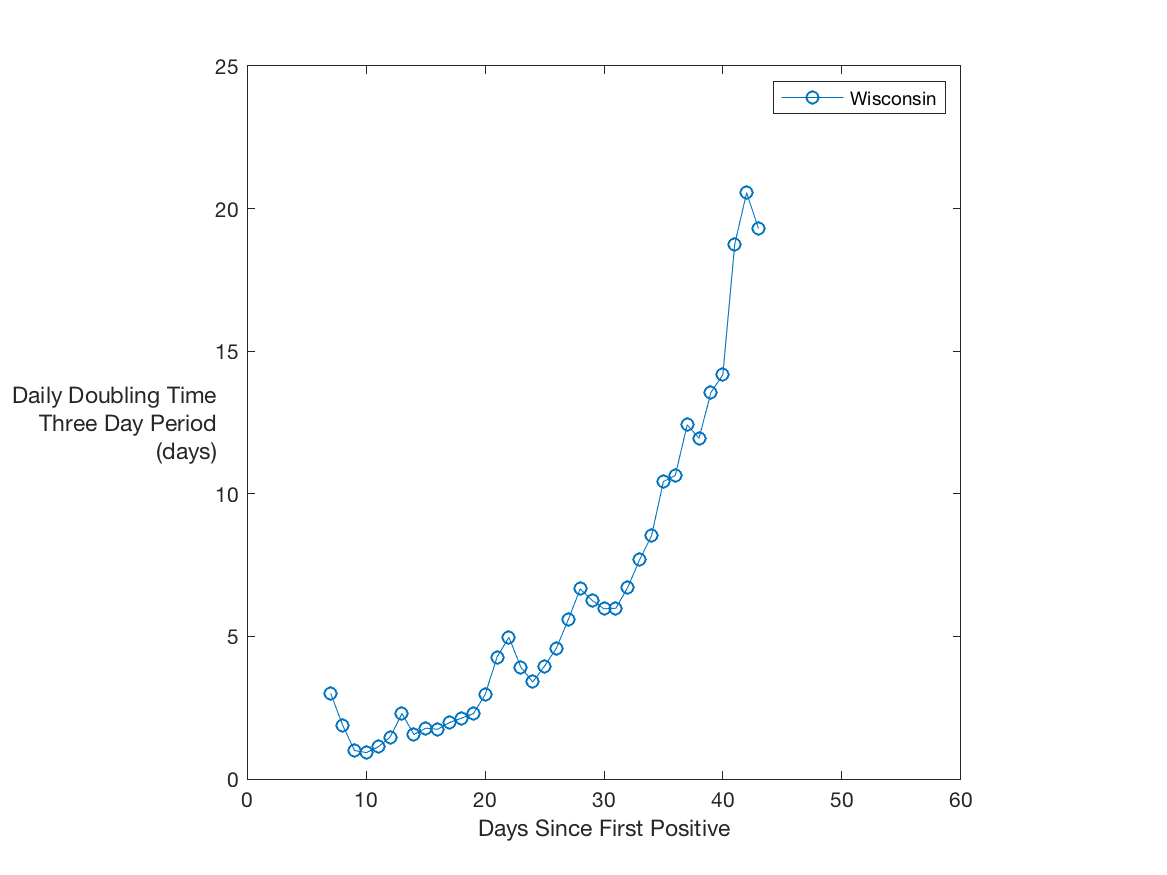 25
Wisconsin
20
15
Daily Doubling Time
Three Day Period
(days)
10
5
0
0 10 20 30 40 50 60
Days Since First Positive